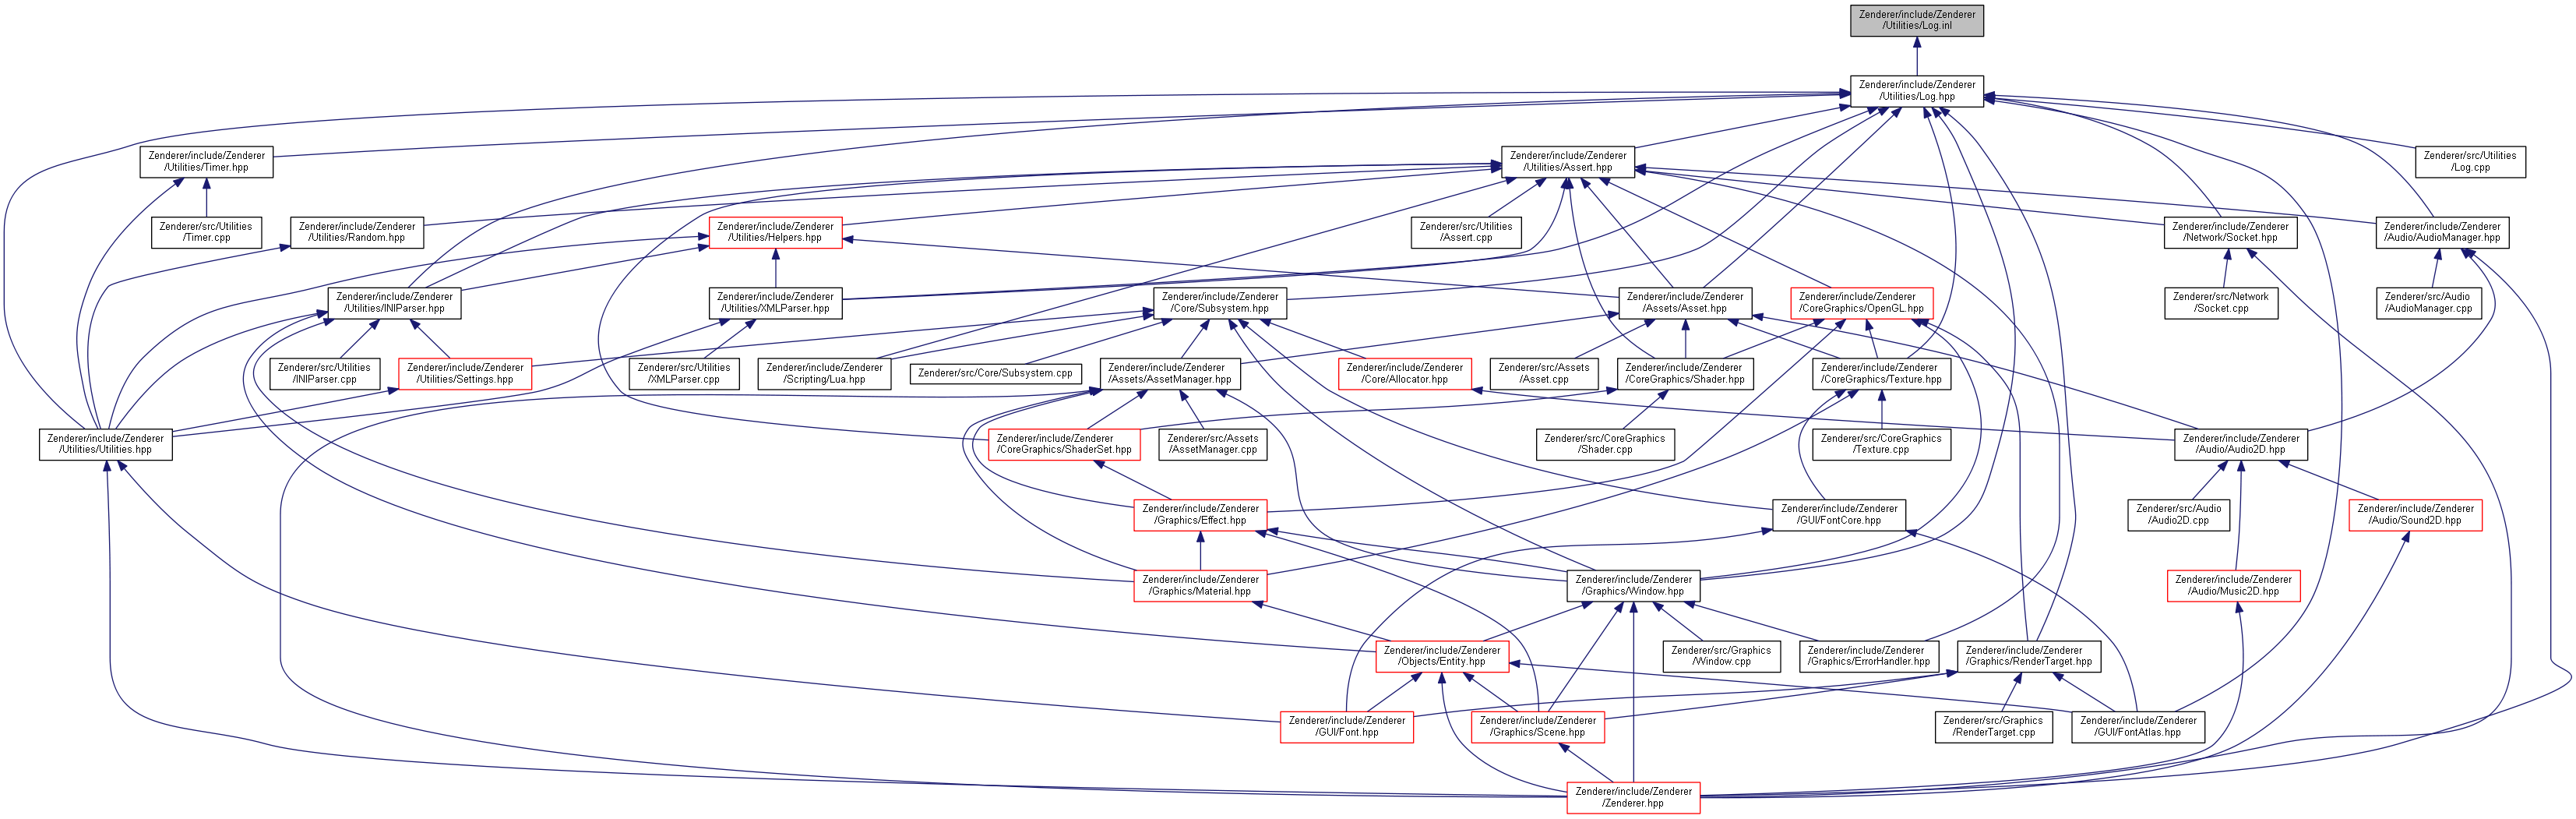 Zenderer/include/Zenderer
/Utilities/Log.inl
Zenderer/include/Zenderer
/Utilities/Log.hpp
Zenderer/include/Zenderer
/Utilities/Timer.hpp
Zenderer/include/Zenderer
/Utilities/Assert.hpp
Zenderer/src/Utilities
/Log.cpp
Zenderer/src/Utilities
/Timer.cpp
Zenderer/include/Zenderer
/Utilities/Random.hpp
Zenderer/include/Zenderer
/Utilities/Helpers.hpp
Zenderer/src/Utilities
/Assert.cpp
Zenderer/include/Zenderer
/Network/Socket.hpp
Zenderer/include/Zenderer
/Audio/AudioManager.hpp
Zenderer/include/Zenderer
/Utilities/INIParser.hpp
Zenderer/include/Zenderer
/Utilities/XMLParser.hpp
Zenderer/include/Zenderer
/Core/Subsystem.hpp
Zenderer/include/Zenderer
/Assets/Asset.hpp
Zenderer/include/Zenderer
/CoreGraphics/OpenGL.hpp
Zenderer/src/Network
/Socket.cpp
Zenderer/src/Audio
/AudioManager.cpp
Zenderer/src/Utilities
/INIParser.cpp
Zenderer/include/Zenderer
/Utilities/Settings.hpp
Zenderer/src/Utilities
/XMLParser.cpp
Zenderer/include/Zenderer
/Scripting/Lua.hpp
Zenderer/src/Core/Subsystem.cpp
Zenderer/include/Zenderer
/Assets/AssetManager.hpp
Zenderer/include/Zenderer
/Core/Allocator.hpp
Zenderer/src/Assets
/Asset.cpp
Zenderer/include/Zenderer
/CoreGraphics/Shader.hpp
Zenderer/include/Zenderer
/CoreGraphics/Texture.hpp
Zenderer/include/Zenderer
/Utilities/Utilities.hpp
Zenderer/include/Zenderer
/CoreGraphics/ShaderSet.hpp
Zenderer/src/Assets
/AssetManager.cpp
Zenderer/src/CoreGraphics
/Shader.cpp
Zenderer/src/CoreGraphics
/Texture.cpp
Zenderer/include/Zenderer
/Audio/Audio2D.hpp
Zenderer/include/Zenderer
/Graphics/Effect.hpp
Zenderer/include/Zenderer
/GUI/FontCore.hpp
Zenderer/src/Audio
/Audio2D.cpp
Zenderer/include/Zenderer
/Audio/Sound2D.hpp
Zenderer/include/Zenderer
/Graphics/Material.hpp
Zenderer/include/Zenderer
/Graphics/Window.hpp
Zenderer/include/Zenderer
/Audio/Music2D.hpp
Zenderer/include/Zenderer
/Objects/Entity.hpp
Zenderer/src/Graphics
/Window.cpp
Zenderer/include/Zenderer
/Graphics/ErrorHandler.hpp
Zenderer/include/Zenderer
/Graphics/RenderTarget.hpp
Zenderer/include/Zenderer
/GUI/Font.hpp
Zenderer/include/Zenderer
/Graphics/Scene.hpp
Zenderer/src/Graphics
/RenderTarget.cpp
Zenderer/include/Zenderer
/GUI/FontAtlas.hpp
Zenderer/include/Zenderer
/Zenderer.hpp